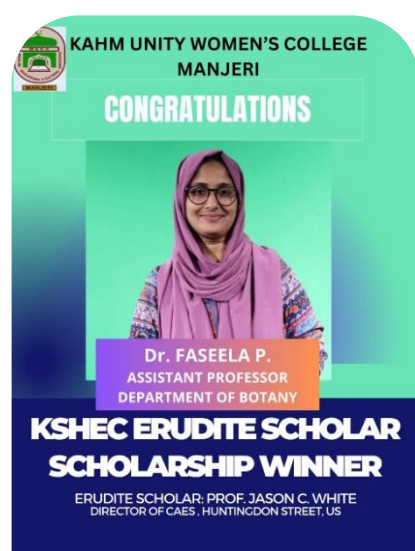 KAHM UNITY WOMEN'S COLLEGE
MANJERI
MANJERI
CONGRATULATIONS
Dr. FASEELA P.
ASSISTANT PROFESSOR
DEPARTMENT OF BOTANY
KSHEC ERUDITE SCHOLAR
SCHOLARSHIP WINNER
ERUDITE SCHOLAR: PROF. JASON C. WHITE
DIRECTOR OF CAES , HUNTINGDON STREET, US